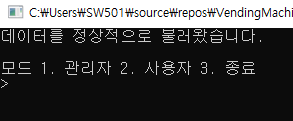 C:₩Users₩SW501₩source₩repos₩VendingMachi
데이터를 정상적으로 불러왔습니다.
모드 1. 관리자 2. 사용자 3. 종료
>